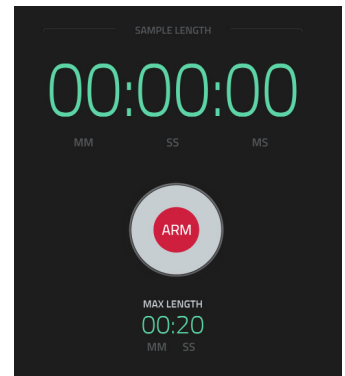 SAMPLE LENGTH
00:00:00
MM SS MS
ARM
MAX LENGTH
00:20
MM SS